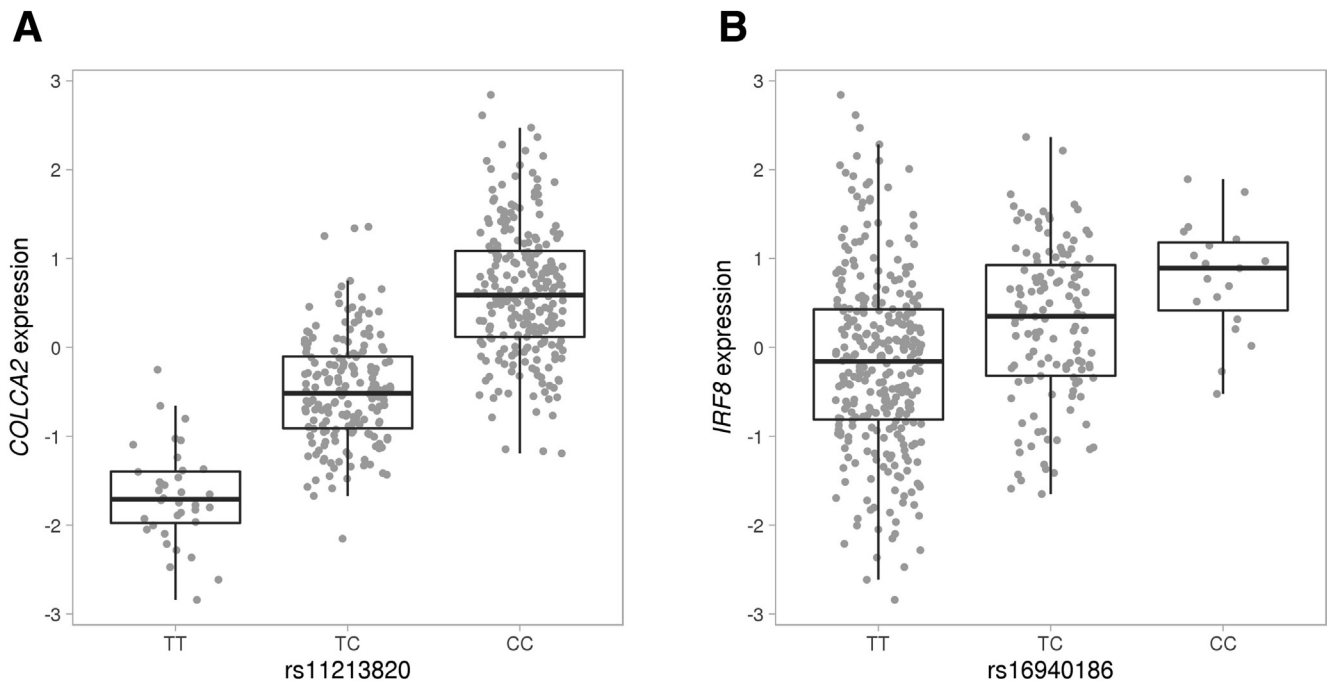 A
3
2
1
0
-1
-2
-3
COLCA2 expression
TT TC CC
rs11213820
B
3
2
1
0
-1
-2
-3
IRF8 expression
TT TC CC
rs16940186